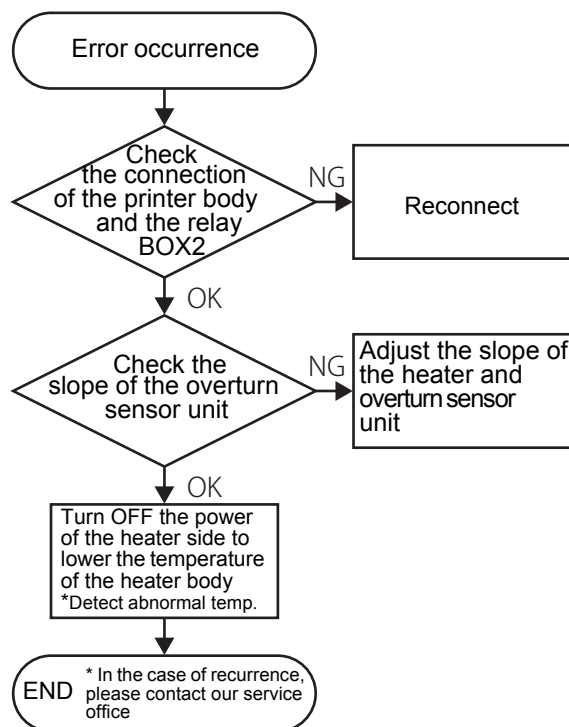 Error occurrence
Check
the connection
of the printer body
and the relay
BOX2
NG
Reconnect
OK
Check the
slope of the overturn
sensor unit
NG
Adjust the slope of
the heater and
overturn sensor
unit
OK
Turn OFF the power
of the heater side to
lower the temperature
of the heater body
*Detect abnormal temp.
END
* In the case of recurrence,
please contact our service
office